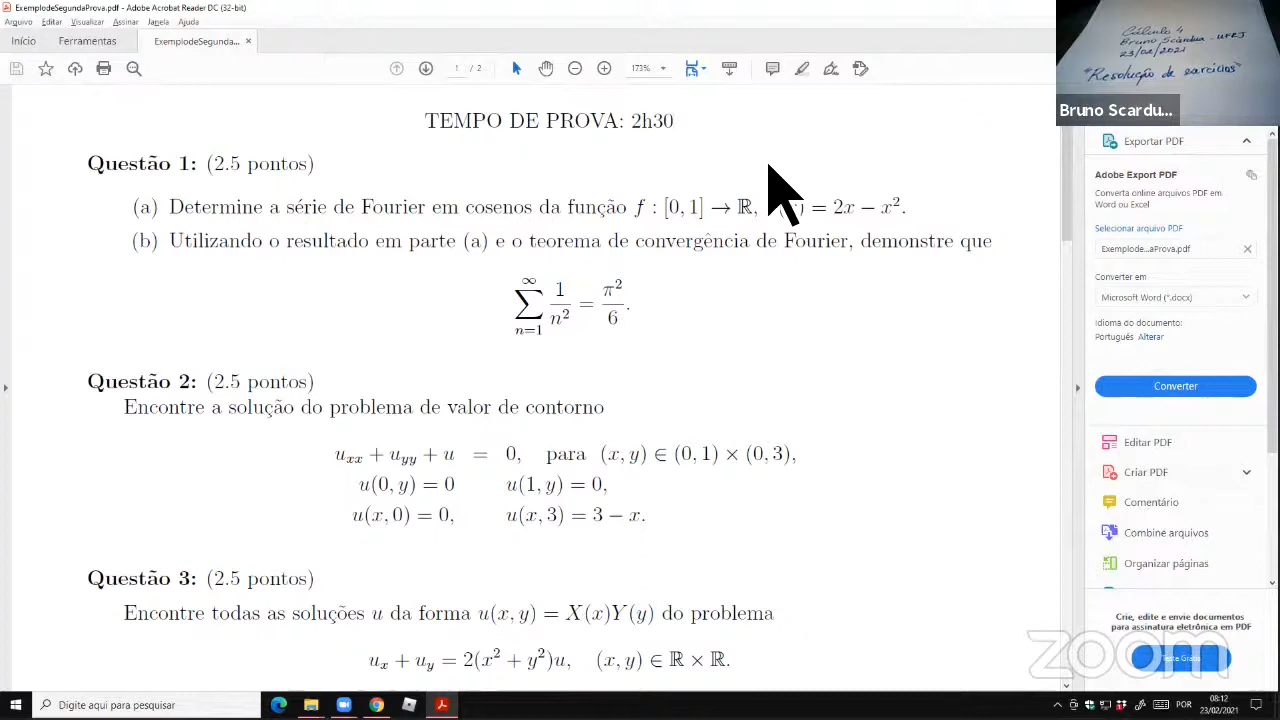 ExemplodeSegundaProva.pdf - Adobe Acrobat Reader DC (32-bit)
Arquivo Editar Visualizar Assinar Janela Ajuda
Início Ferramentas ExemplodeSegunda... ×
1 / 2 173%
Cálculo 4
Bruno Scárdua - UFRJ
23/02/2021
"Resolução de exercícios"
Bruno Scardu...
TEMPO DE PROVA: 2h30
Questão 1: (2.5 pontos)
(a) Determine a série de Fourier em cosenos da função f : [0, 1] → ℝ, = 2x − x².
(b) Utilizando o resultado em parte (a) e o teorema de convergência de Fourier, demonstre que
∞
∑ 1/n² = π²/6.
n=1
Questão 2: (2.5 pontos)
Encontre a solução do problema de valor de contorno
uₓₓ + u_yy + u = 0, para (x, y) ∈ (0, 1) × (0, 3),
u(0, y) = 0 u(1, y) = 0,
u(x, 0) = 0, u(x, 3) = 3 − x.
Questão 3: (2.5 pontos)
Encontre todas as soluções u da forma u(x, y) = X(x)Y(y) do problema
uₓ + u_y = 2(x² + y²)u, (x, y) ∈ ℝ × ℝ.
Exportar PDF
Adobe Export PDF
Converta online arquivos PDF em
Word ou Excel
Selecionar arquivo PDF
Exemplode...aProva.pdf
Converter em
Microsoft Word (*.docx)
Idioma do documento:
Português Alterar
Converter
Editar PDF
Criar PDF
Comentário
Combine arquivos
Organizar páginas
Crie, edite e envie documentos
para assinatura eletrônica em PDF
Teste Grátis
zoom
Digite aqui para pesquisar
POR
08:12
23/02/2021